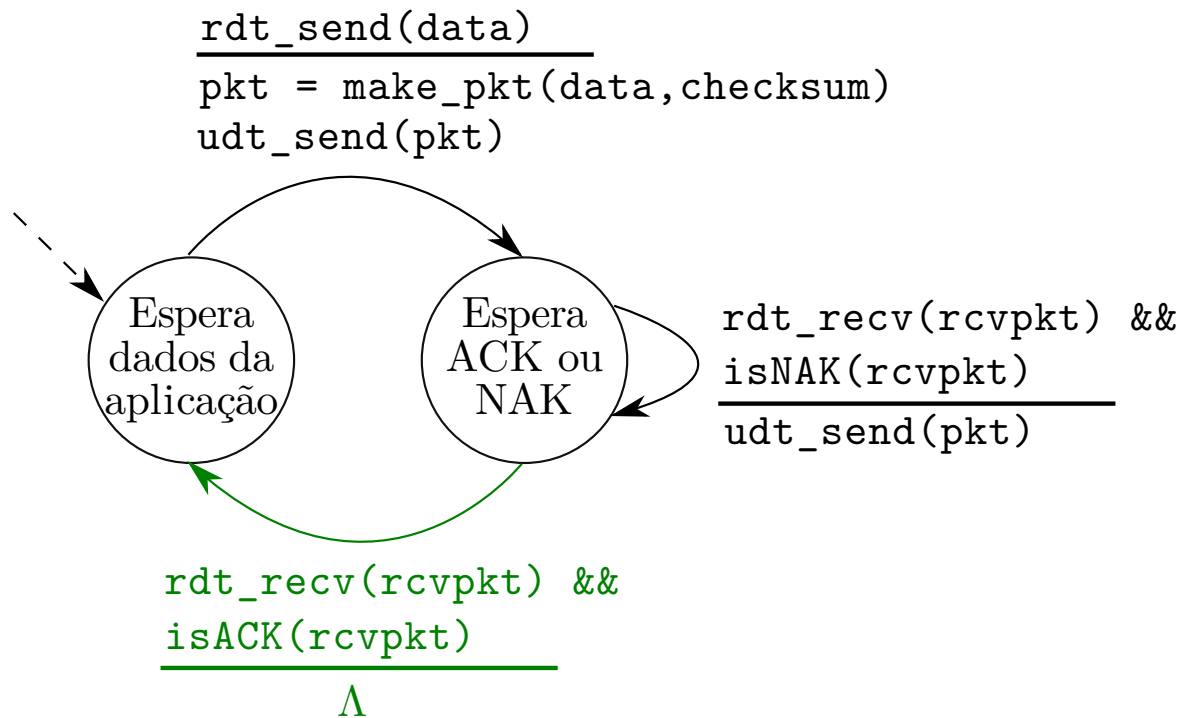 rdt_send(data)
pkt = make_pkt(data,checksum)
udt_send(pkt)
Espera
dados da
aplicação
Espera
ACK ou
NAK
rdt_recv(rcvpkt) &&
isNAK(rcvpkt)
udt_send(pkt)
rdt_recv(rcvpkt) &&
isACK(rcvpkt)
Λ